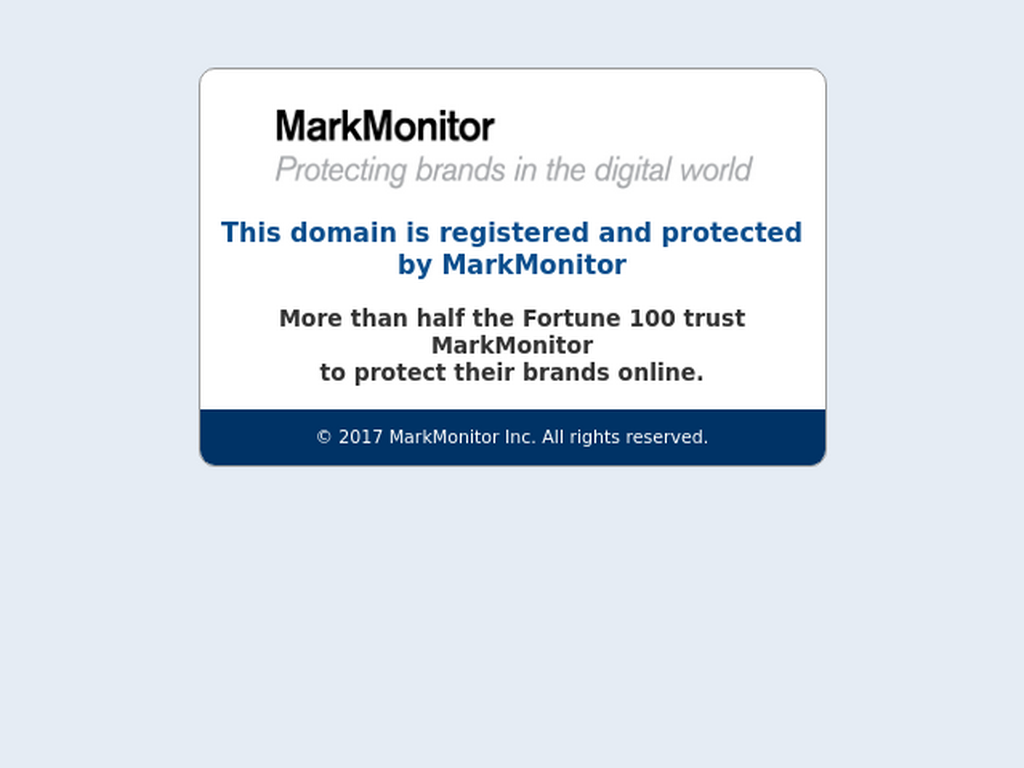 MarkMonitor
Protecting brands in the digital world
This domain is registered and protected
by MarkMonitor
More than half the Fortune 100 trust
MarkMonitor
to protect their brands online.
© 2017 MarkMonitor Inc. All rights reserved.